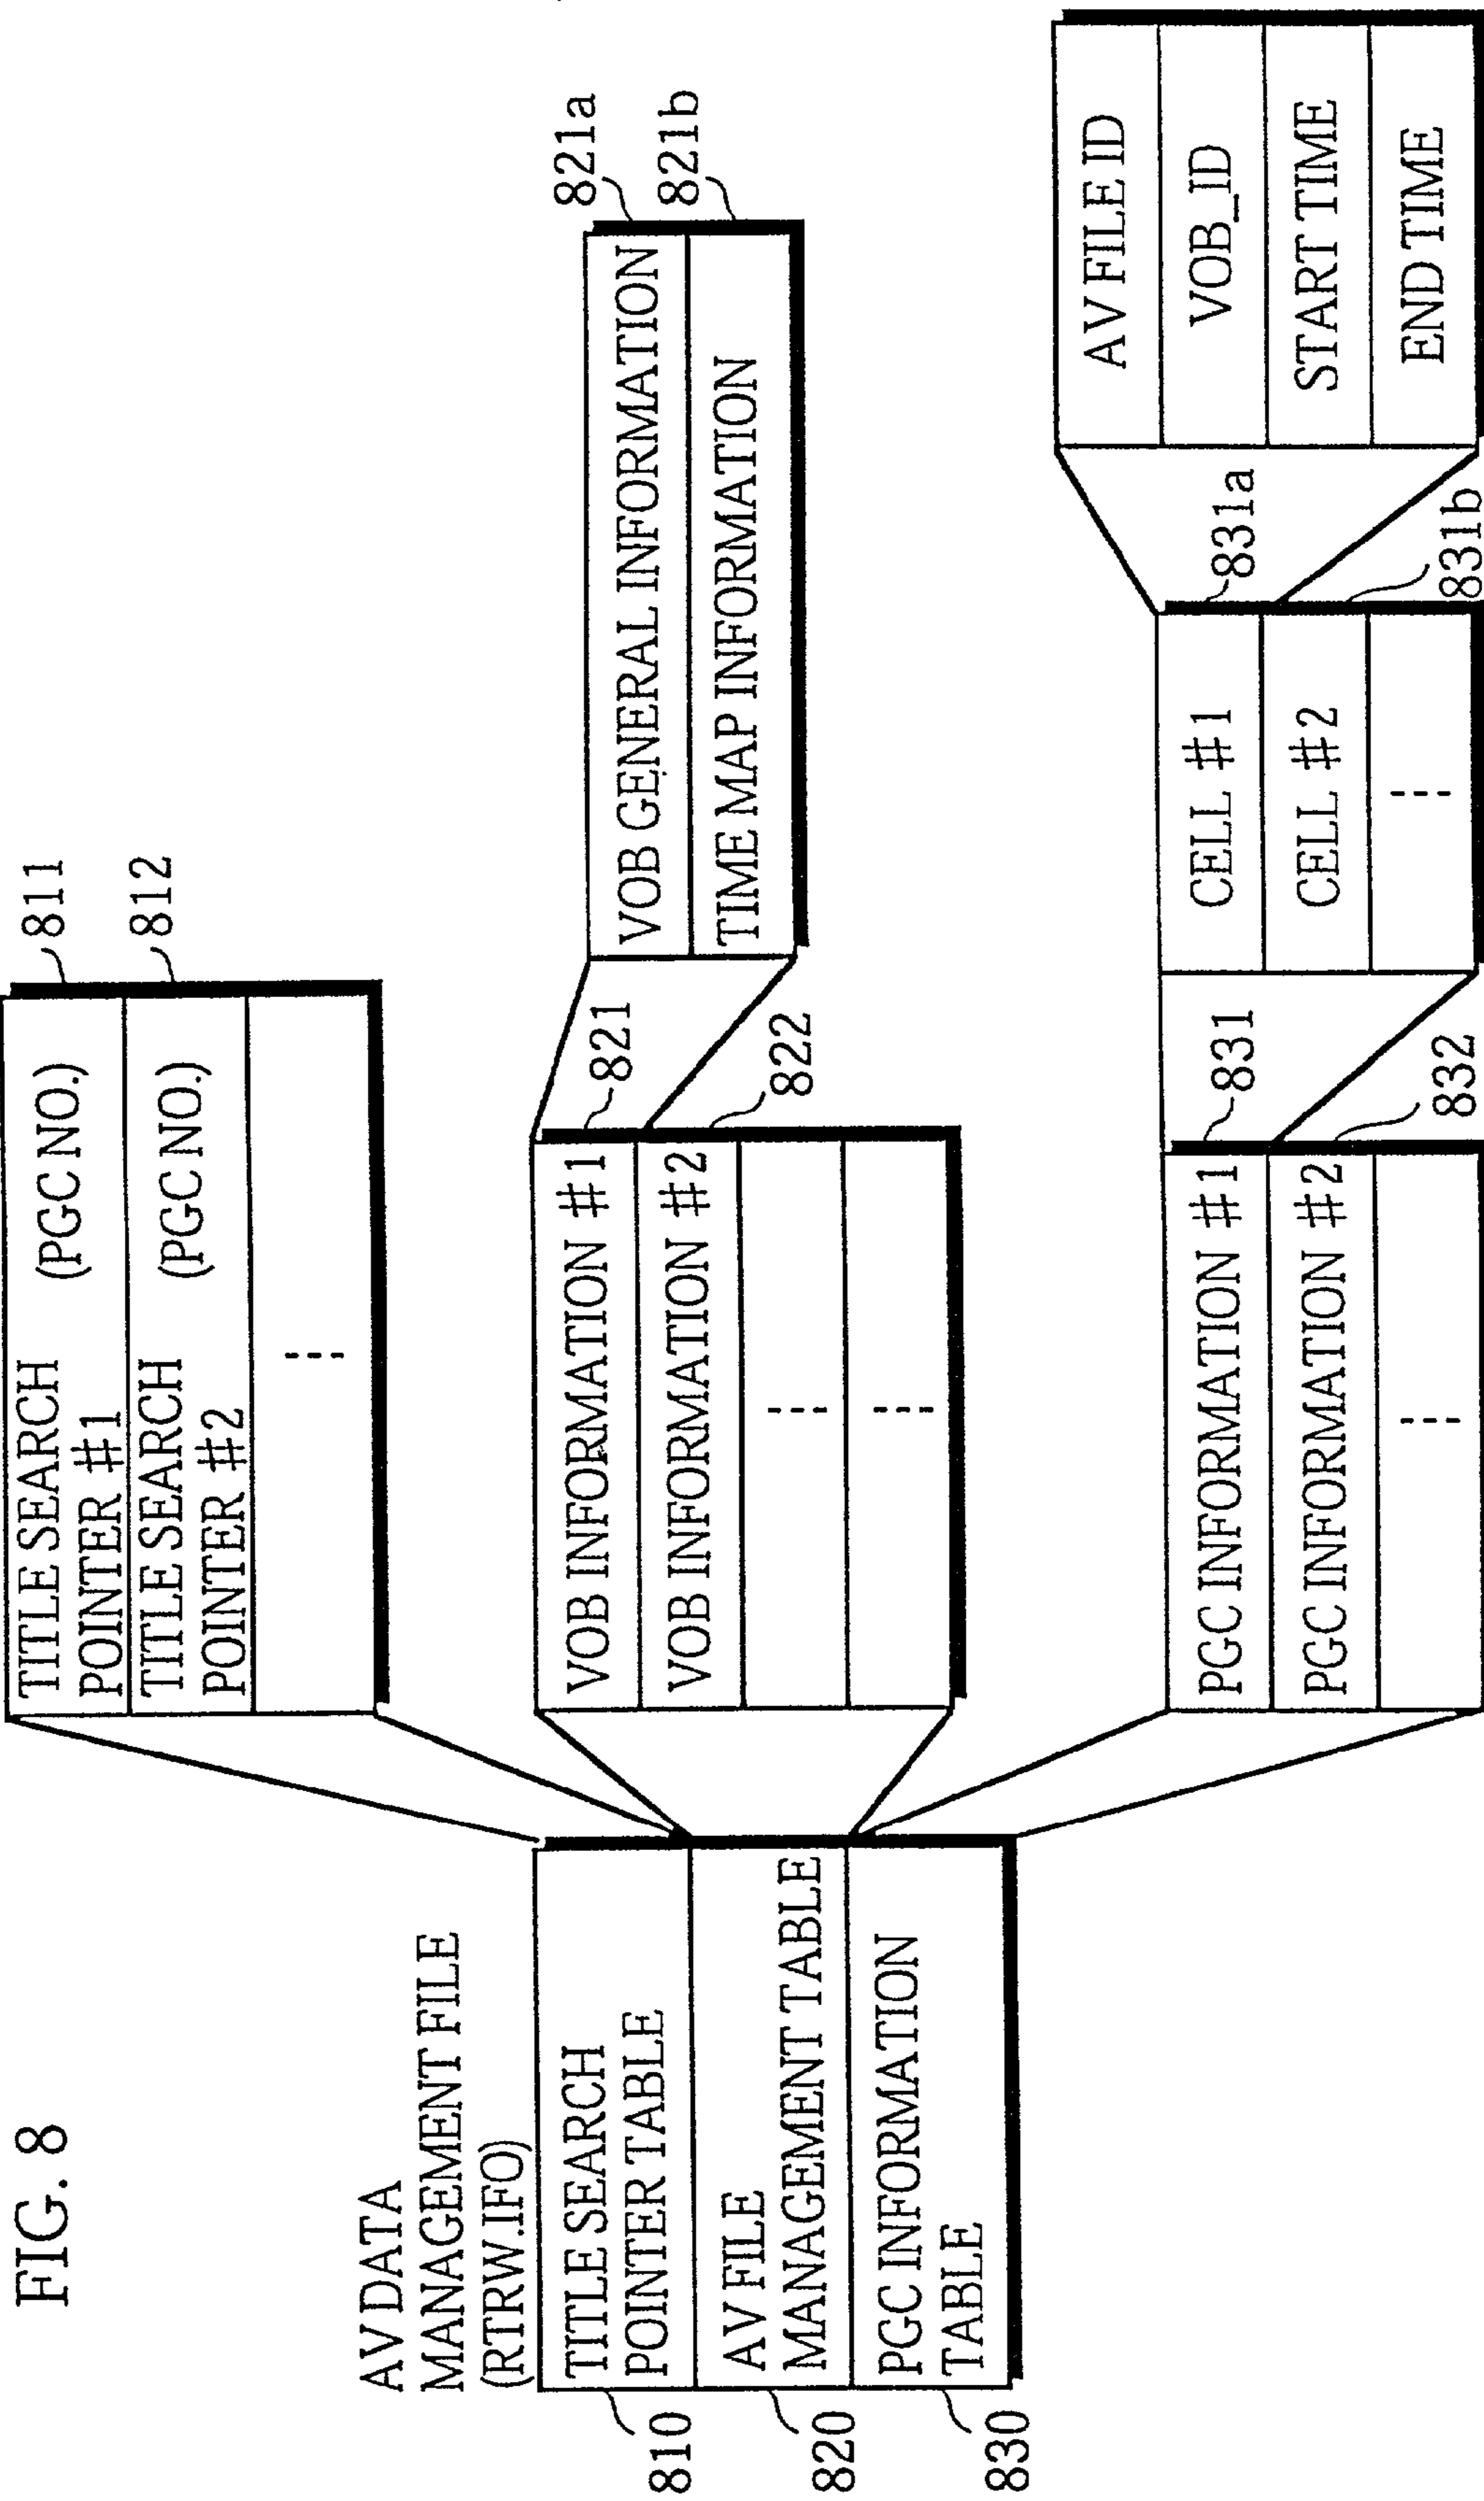 FIG. 8
AV DATA
MANAGEMENT FILE
(RTRW.IFO)
TITLE SEARCH
POINTER TABLE
AV FILE
MANAGEMENT TABLE
PGC INFORMATION
TABLE
810
820
830
TITLE SEARCH (PGC NO.)
POINTER #1
TITLE SEARCH (PGC NO.)
POINTER #2
⋮
811
812
VOB INFORMATION #1
VOB INFORMATION #2
⋮
⋮
821
822
VOB GENERAL INFORMATION
TIME MAP INFORMATION
821a
821b
PGC INFORMATION #1
PGC INFORMATION #2
⋮
831
832
CELL #1
CELL #2
⋮
831a
831b
AV FILE ID
VOB_ID
START TIME
END TIME